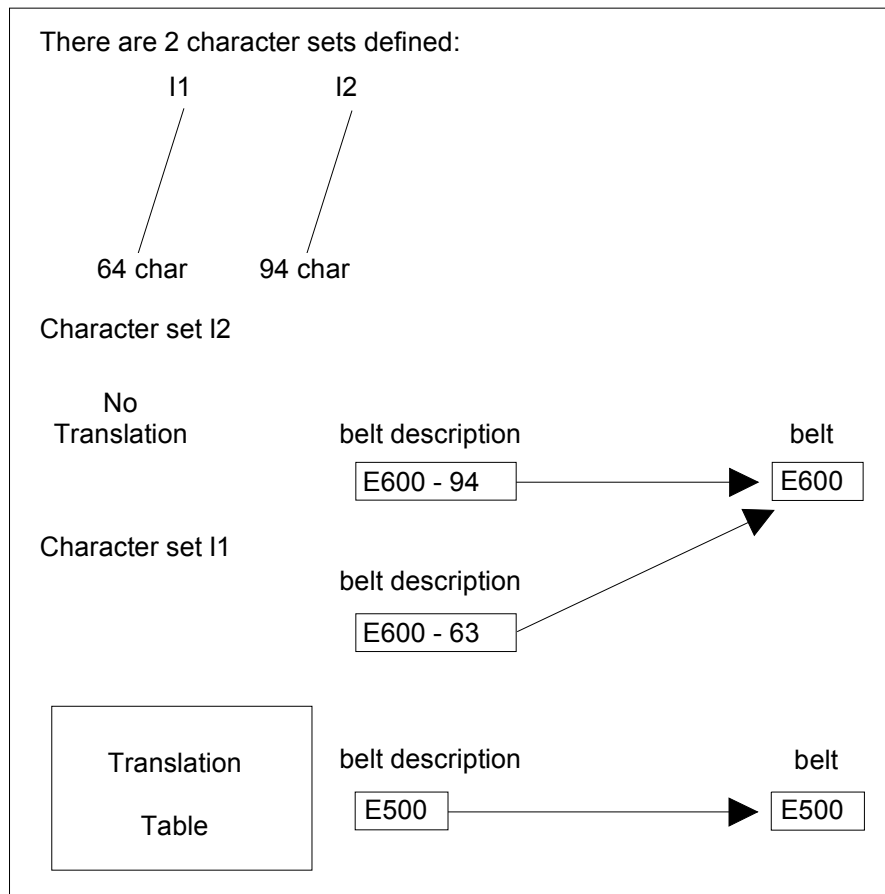 There are 2 character sets defined:
I1 I2
64 char 94 char
Character set I2
No
Translation belt description belt
E600 - 94 E600
Character set I1
belt description
E600 - 63
Translation belt description belt
Table E500 E500